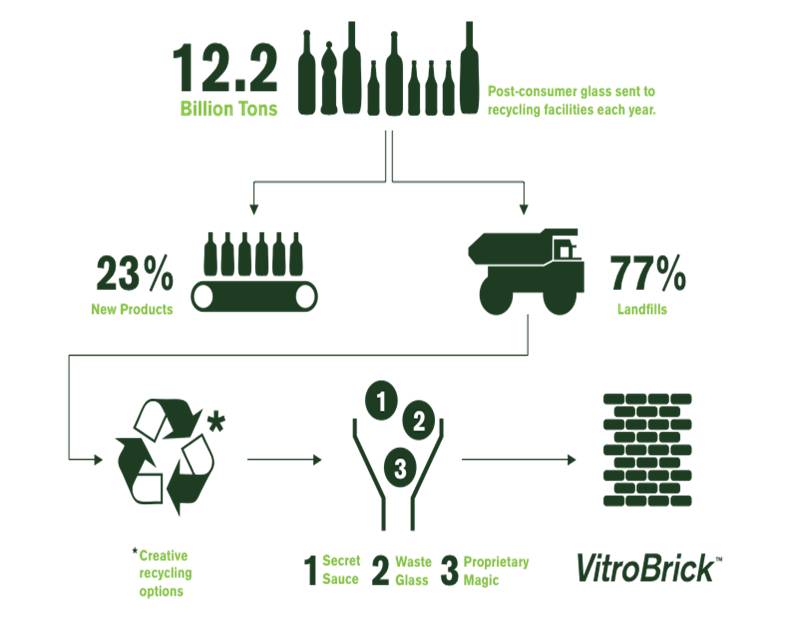 12.2
Billion Tons
Post-consumer glass sent to
recycling facilities each year.
23%
New Products
77%
Landfills
*
1
2
3
*Creative
recycling
options
1 Secret
Sauce
2 Waste
Glass
3 Proprietary
Magic
VitroBrick™